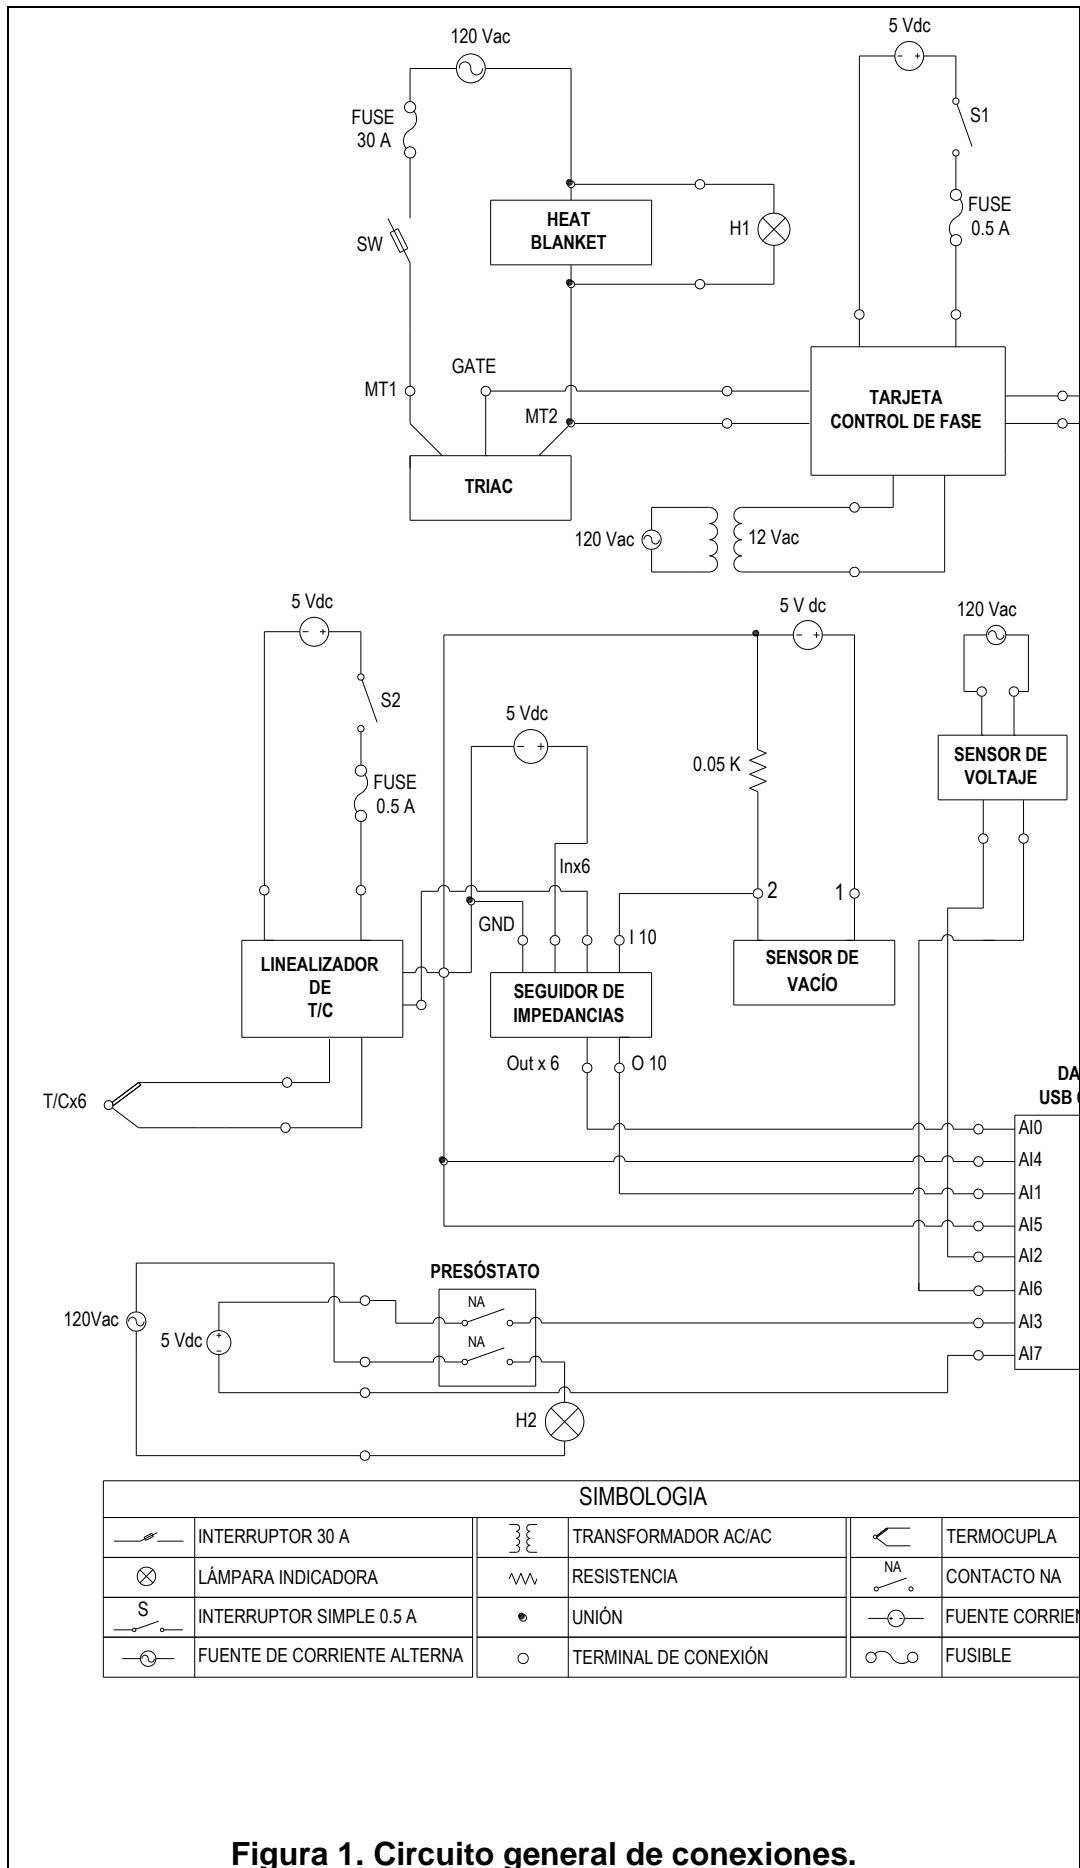 120 Vac
5 Vdc
FUSE
30 A
S1
FUSE
0.5 A
SW
HEAT
BLANKET
H1
GATE
MT1
MT2
TARJETA
CONTROL DE FASE
TRIAC
120 Vac
12 Vac
5 Vdc
5 V dc
120 Vac
S2
5 Vdc
FUSE
0.5 A
0.05 K
SENSOR DE
VOLTAJE
Inx6
2
1
GND
I 10
LINEALIZADOR
DE
T/C
SEGUIDOR DE
IMPEDANCIAS
SENSOR DE
VACÍO
Out x 6
O 10
T/Cx6
DA
USB
AI0
AI4
AI1
AI5
AI2
AI6
AI3
AI7
PRESÓSTATO
NA
NA
120Vac
5 Vdc
H2
SIMBOLOGIA
INTERRUPTOR 30 A
TRANSFORMADOR AC/AC
TERMOCUPLA
LÁMPARA INDICADORA
RESISTENCIA
NA
CONTACTO NA
S
INTERRUPTOR SIMPLE 0.5 A
UNIÓN
FUENTE CORRIEN
FUENTE DE CORRIENTE ALTERNA
TERMINAL DE CONEXIÓN
FUSIBLE
Figura 1. Circuito general de conexiones.